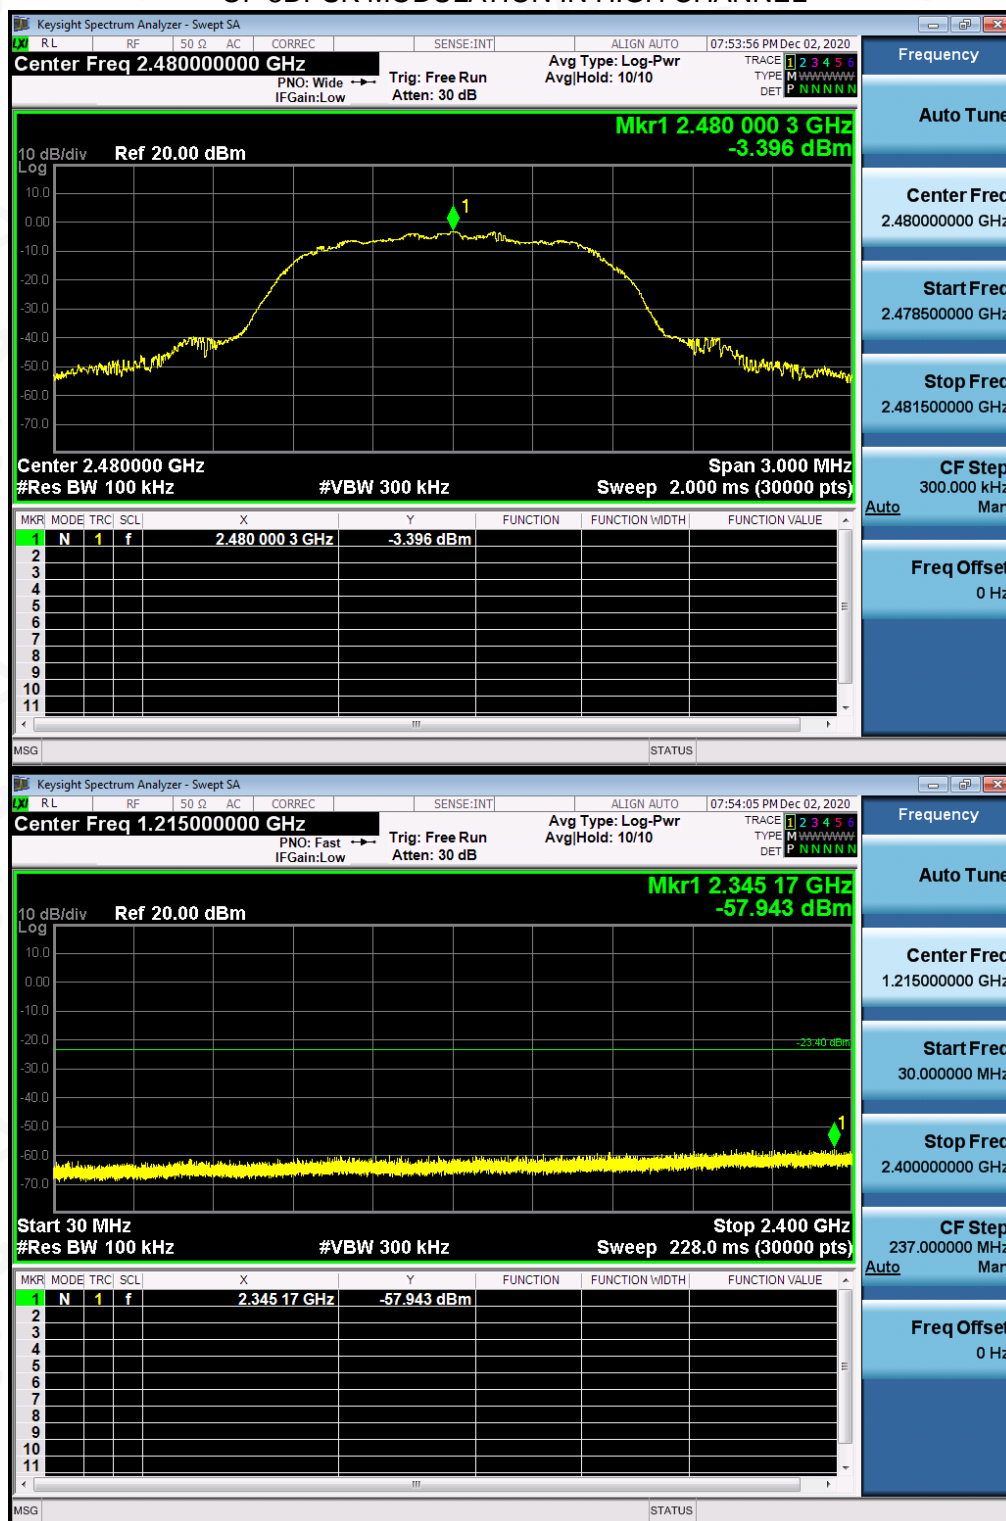 OF 8DPSK MODULATION IN HIGH CHANNEL
Keysight Spectrum Analyzer - Swept SA
LXI RL RF 50 Ω AC CORREC SENSE:INT ALIGN AUTO 07:53:56 PM Dec 02, 2020
Center Freq 2.480000000 GHz
PNO: Wide
IFGain:Low
Trig: Free Run
Atten: 30 dB
Avg Type: Log-Pwr
Avg|Hold: 10/10
TRACE 1 2 3 4 5 6
TYPE M WWWWW
DET P N N N N N
Mkr1 2.480 000 3 GHz
-3.396 dBm
10 dB/div Ref 20.00 dBm
Log
10.0
0.00
-10.0
-20.0
-30.0
-40.0
-50.0
-60.0
-70.0
1
Center 2.480000 GHz Span 3.000 MHz
#Res BW 100 kHz #VBW 300 kHz Sweep 2.000 ms (30000 pts)
MKR MODE TRC SCL X Y FUNCTION FUNCTION WIDTH FUNCTION VALUE
1 N 1 f 2.480 000 3 GHz -3.396 dBm
2
3
4
5
6
7
8
9
10
11
MSG STATUS
Frequency
Auto Tune
Center Freq
2.480000000 GHz
Start Freq
2.478500000 GHz
Stop Freq
2.481500000 GHz
CF Step
300.000 kHz
Auto Man
Freq Offset
0 Hz
Keysight Spectrum Analyzer - Swept SA
LXI RL RF 50 Ω AC CORREC SENSE:INT ALIGN AUTO 07:54:05 PM Dec 02, 2020
Center Freq 1.215000000 GHz
PNO: Fast
IFGain:Low
Trig: Free Run
Atten: 30 dB
Avg Type: Log-Pwr
Avg|Hold: 10/10
TRACE 1 2 3 4 5 6
TYPE M WWWWW
DET P N N N N N
Mkr1 2.345 17 GHz
-57.943 dBm
10 dB/div Ref 20.00 dBm
Log
10.0
0.00
-10.0
-20.0
-30.0
-40.0
-50.0
-60.0
-70.0
-23.40 dBm
1
Start 30 MHz Stop 2.400 GHz
#Res BW 100 kHz #VBW 300 kHz Sweep 228.0 ms (30000 pts)
MKR MODE TRC SCL X Y FUNCTION FUNCTION WIDTH FUNCTION VALUE
1 N 1 f 2.345 17 GHz -57.943 dBm
2
3
4
5
6
7
8
9
10
11
MSG STATUS
Frequency
Auto Tune
Center Freq
1.215000000 GHz
Start Freq
30.000000 MHz
Stop Freq
2.400000000 GHz
CF Step
237.000000 MHz
Auto Man
Freq Offset
0 Hz